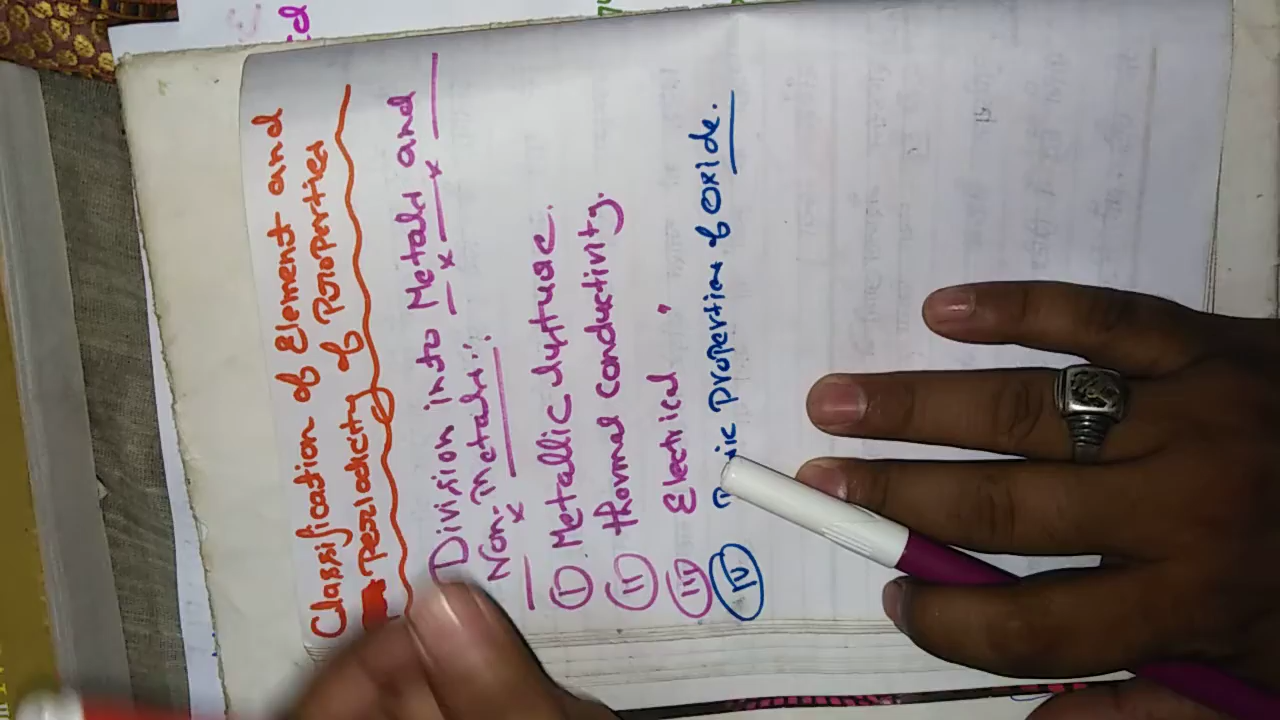 Classification of Element and
periodicity of Properties
Division into Metals and
Non-Metals:
I Metallic lusture.
II thermal conductivity.
III Electrical "
IV properties of oxide.